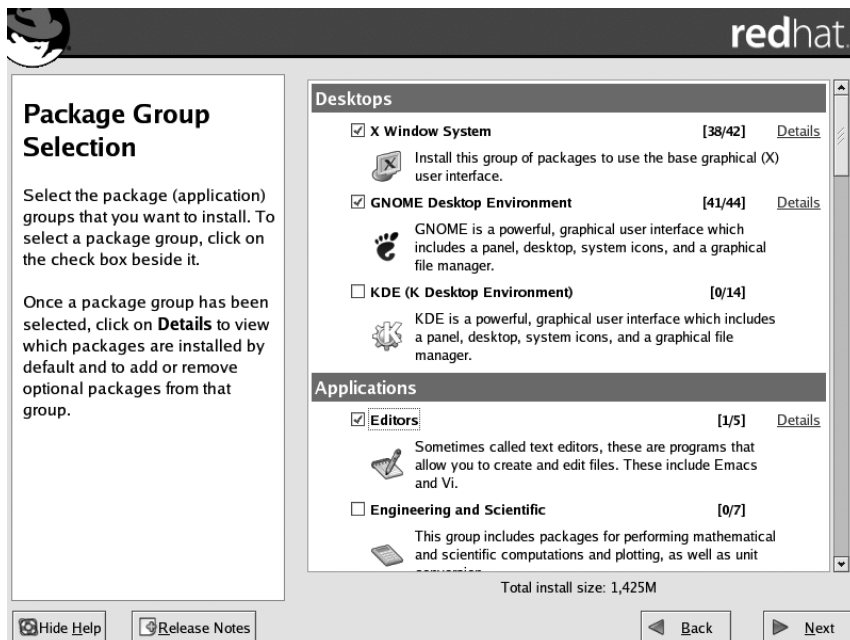 redhat.
Package Group
Selection
Select the package (application)
groups that you want to install. To
select a package group, click on
the check box beside it.
Once a package group has been
selected, click on Details to view
which packages are installed by
default and to add or remove
optional packages from that
group.
Desktops
X Window System [38/42] Details
Install this group of packages to use the base graphical (X)
user interface.
GNOME Desktop Environment [41/44] Details
GNOME is a powerful, graphical user interface which
includes a panel, desktop, system icons, and a graphical
file manager.
KDE (K Desktop Environment) [0/14]
KDE is a powerful, graphical user interface which includes
a panel, desktop, system icons, and a graphical file
manager.
Applications
Editors [1/5] Details
Sometimes called text editors, these are programs that
allow you to create and edit files. These include Emacs
and Vi.
Engineering and Scientific [0/7]
This group includes packages for performing mathematical
and scientific computations and plotting, as well as unit
Total install size: 1,425M
Hide Help Release Notes Back Next